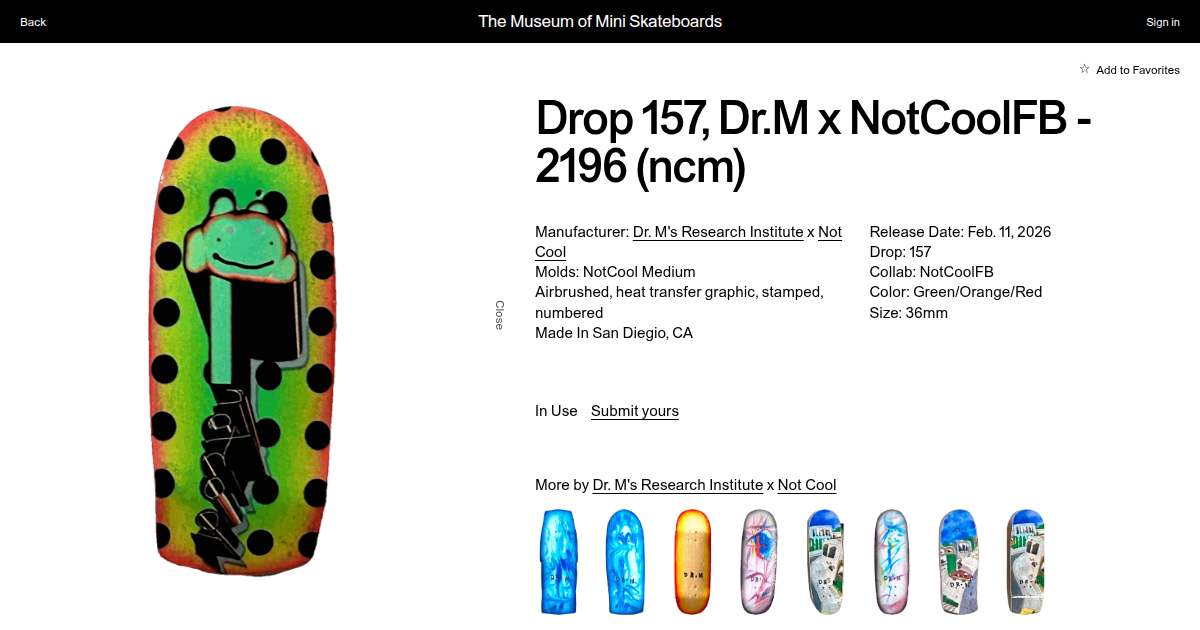 Back
The Museum of Mini Skateboards
Sign in
☆ Add to Favorites
Drop 157, Dr.M x NotCoolFB -
2196 (ncm)
Manufacturer: Dr. M's Research Institute x Not
Cool
Molds: NotCool Medium
Airbrushed, heat transfer graphic, stamped,
numbered
Made In San Diegio, CA
Release Date: Feb. 11, 2026
Drop: 157
Collab: NotCoolFB
Color: Green/Orange/Red
Size: 36mm
Close
In Use Submit yours
More by Dr. M's Research Institute x Not Cool
DR.M